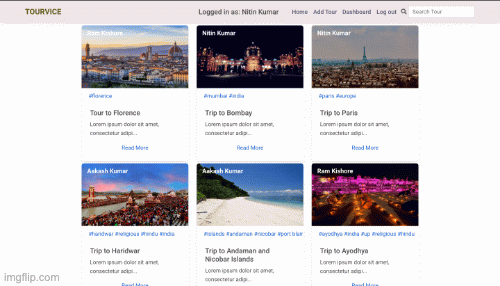 TOURVICE
Logged in as: Nitin Kumar
Home Add Tour Dashboard Log out Search Tour
Ram Kishore
Nitin Kumar
Nitin Kumar
#florence
#mumbai #india
#paris #europe
Tour to Florence
Trip to Bombay
Trip to Paris
Lorem ipsum dolor sit amet,
consectetur adipi...
Lorem ipsum dolor sit amet,
consectetur adipi...
Lorem ipsum dolor sit amet,
consectetur adipi...
Read More
Read More
Read More
Aakash Kumar
Aakash Kumar
Ram Kishore
#haridwar #religious #hindu #india
#islands #andaman #nicobar #port blair
#ayodhya #india #up #religious #hindu
Trip to Haridwar
Trip to Andaman and
Nicobar Islands
Trip to Ayodhya
Lorem ipsum dolor sit amet,
consectetur adipi...
Lorem ipsum dolor sit amet,
consectetur adipi...
Lorem ipsum dolor sit amet,
consectetur adipi...
Read More
Read More
imgflip.com